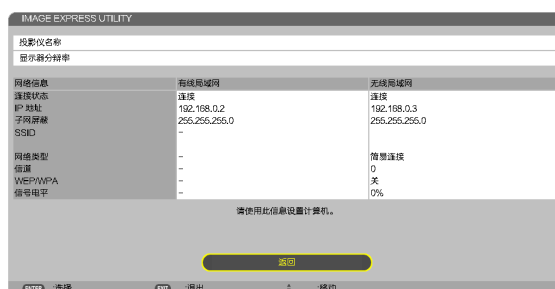 IMAGE EXPRESS UTILITY
投影仪名称
显示器分辩率
网络信息 有线局域网 无线局域网
连接状态 连接 连接
IP 地址 192.168.0.2 192.168.0.3
子网屏蔽 255.255.255.0 255.255.255.0
SSID –
网络类型 – 简易连接
信道 – 0
WEP/WPA – 关
信号电平 – 0%
请使用此信息设置计算机。
返回
ENTER :选择 EXIT :退出 :移动